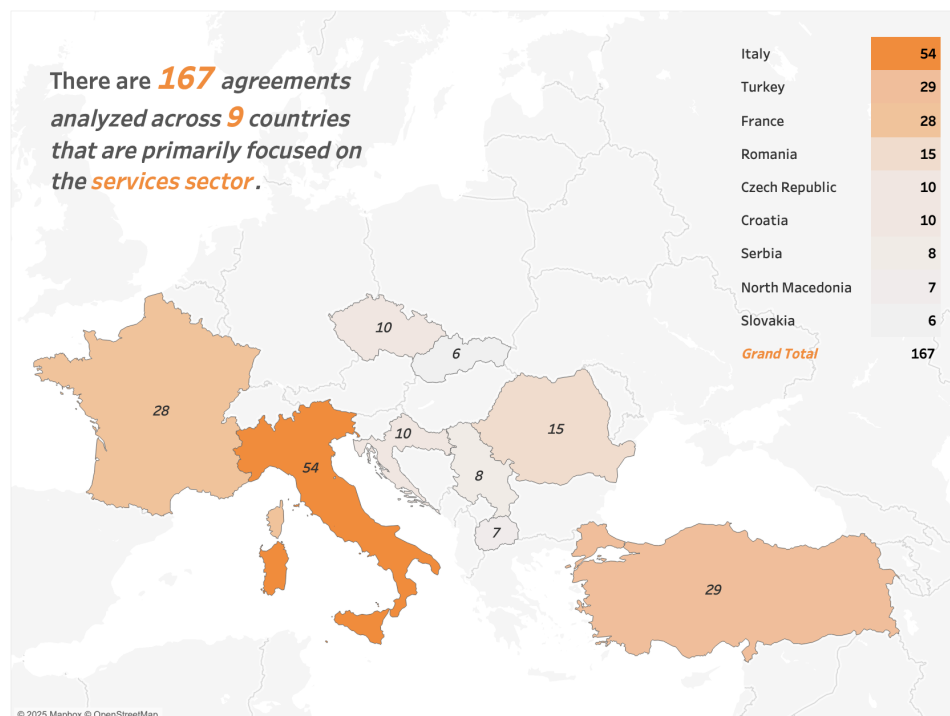 There are 167 agreements
analyzed across 9 countries
that are primarily focused on
the services sector.
Italy 54
Turkey 29
France 28
Romania 15
Czech Republic 10
Croatia 10
Serbia 8
North Macedonia 7
Slovakia 6
Grand Total 167
10
6
28
10
15
54
8
7
29
© 2025 Mapbox © OpenStreetMap